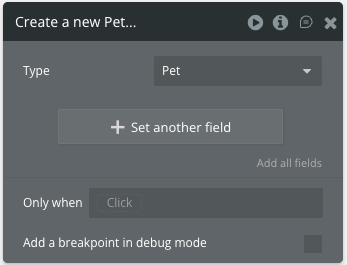 Create a new Pet...
Type
Pet
Set another field
Add all fields
Only when
Click
Add a breakpoint in debug mode